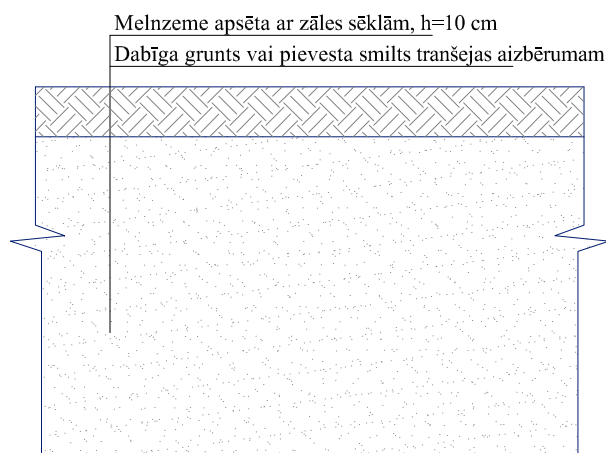 Melnzeme apsēta ar zāles sēklām, h=10 cm
Dabīga grunts vai pievesta smilts tranšejas aizbērumam